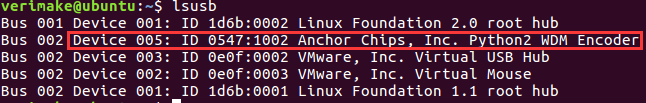 verimake@ubuntu:~$ lsusb
Bus 001 Device 001: ID 1d6b:0002 Linux Foundation 2.0 root hub
Bus 002 Device 005: ID 0547:1002 Anchor Chips, Inc. Python2 WDM Encoder
Bus 002 Device 003: ID 0e0f:0002 VMware, Inc. Virtual USB Hub
Bus 002 Device 002: ID 0e0f:0003 VMware, Inc. Virtual Mouse
Bus 002 Device 001: ID 1d6b:0001 Linux Foundation 1.1 root hub